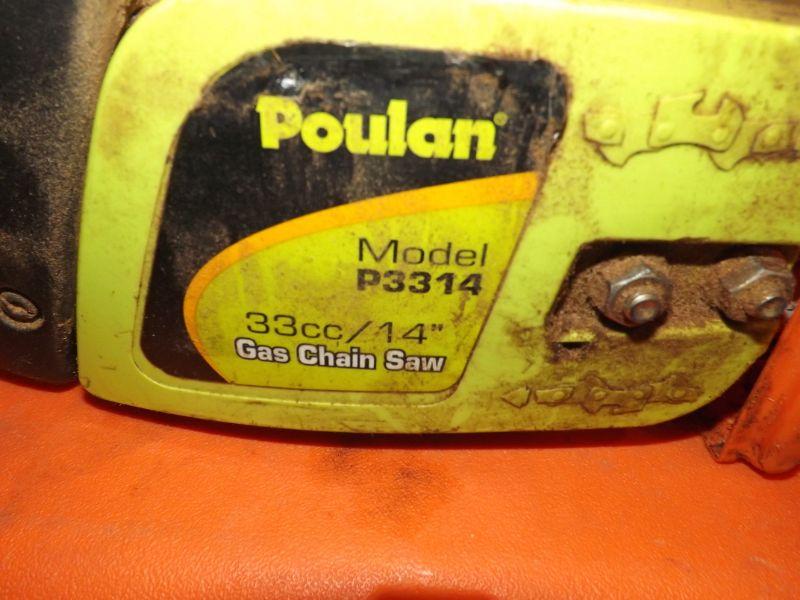 Poulan®
Model
P3314
33cc/14"
Gas Chain Saw